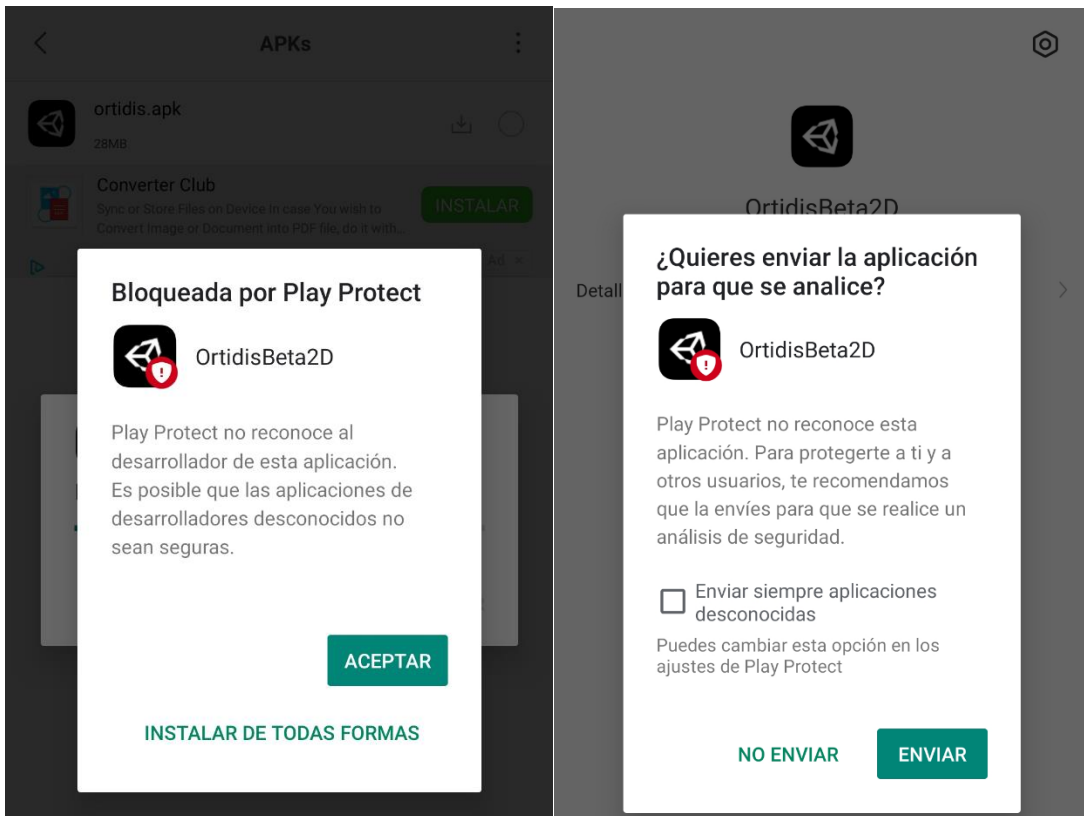 APKs
ortidis.apk
28MB
Converter Club
Sync or Store Files on Device In case You wish to
Convert Image or Document into PDF file, do it with...
INSTALAR
Ad
Bloqueada por Play Protect
OrtidisBeta2D
Play Protect no reconoce al
desarrollador de esta aplicación.
Es posible que las aplicaciones de
desarrolladores desconocidos no
sean seguras.
ACEPTAR
INSTALAR DE TODAS FORMAS
OrtidisBeta2D
Detall
¿Quieres enviar la aplicación
para que se analice?
OrtidisBeta2D
Play Protect no reconoce esta
aplicación. Para protegerte a ti y a
otros usuarios, te recomendamos
que la envíes para que se realice un
análisis de seguridad.
Enviar siempre aplicaciones
desconocidas
Puedes cambiar esta opción en los
ajustes de Play Protect
NO ENVIAR
ENVIAR